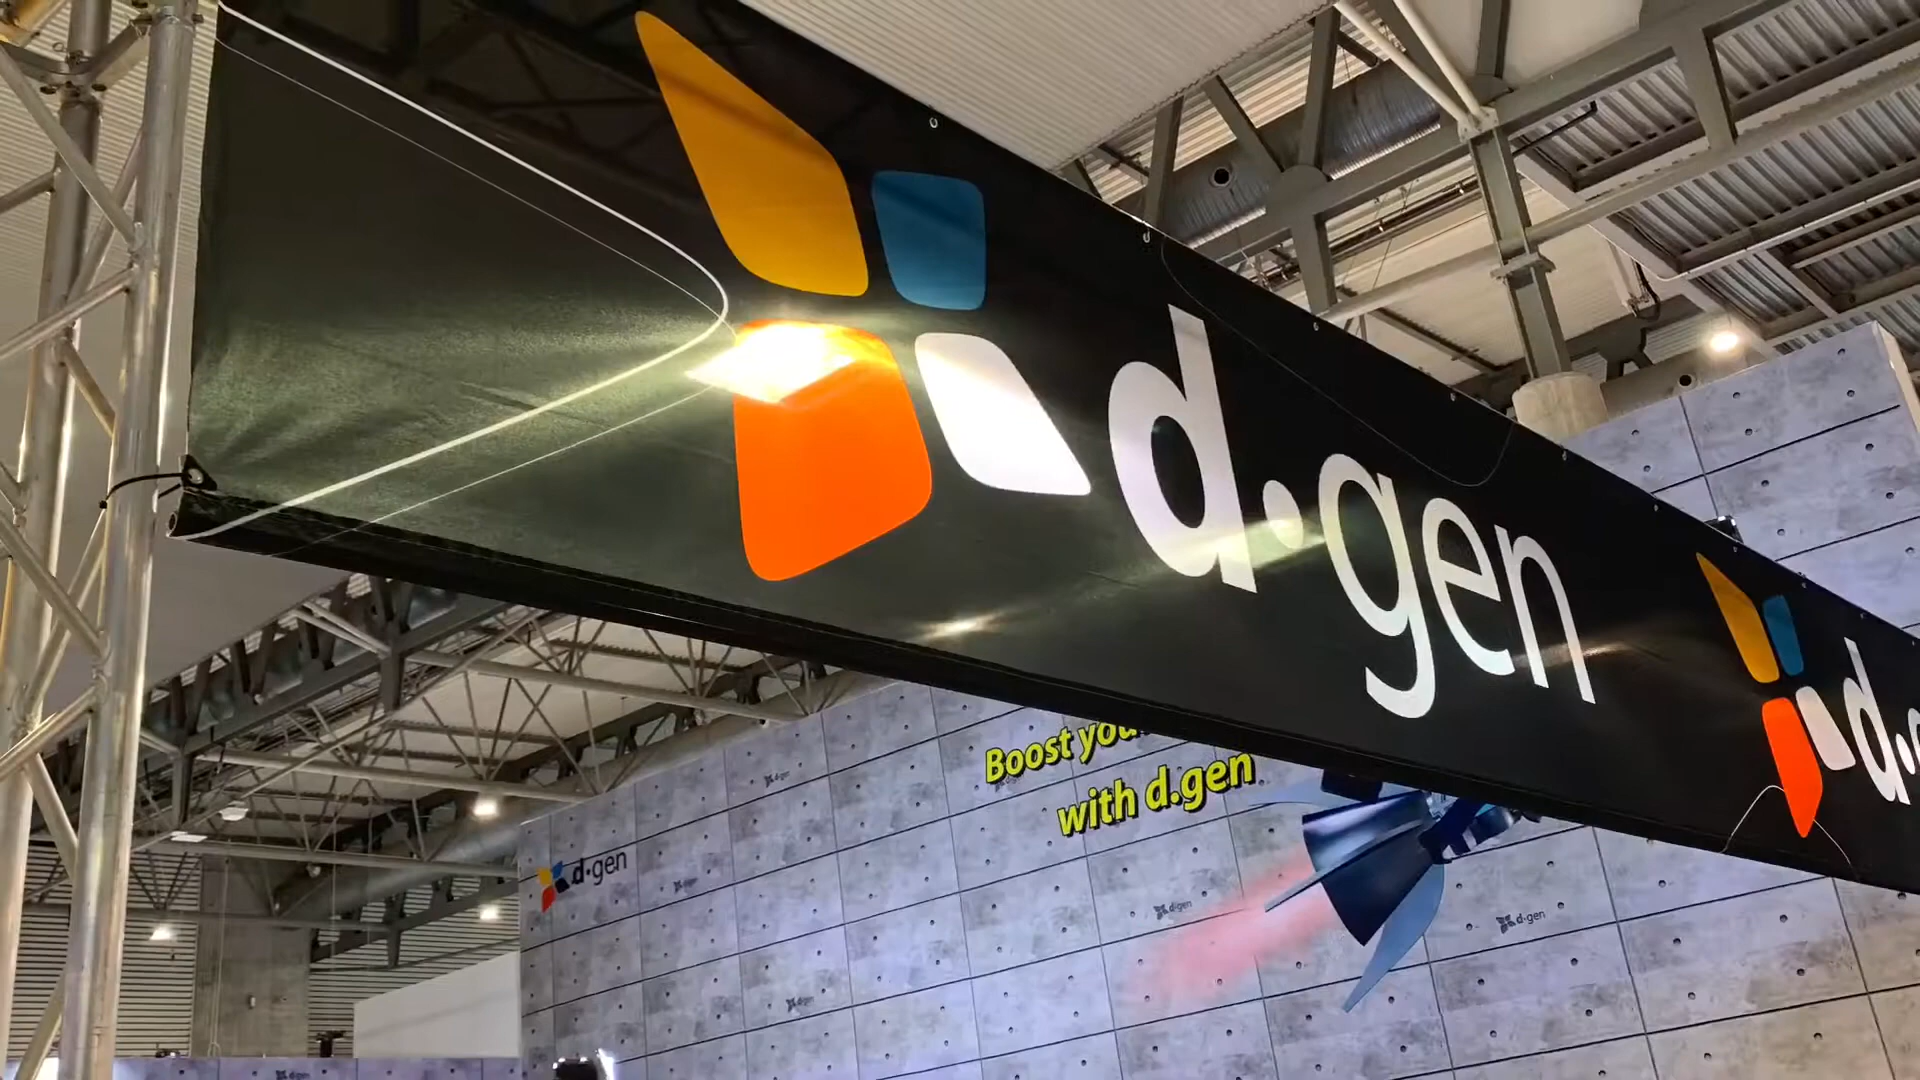 d·gen
d·
Boost you
with d.gen
d·gen
d·gen
d·gen
d·gen